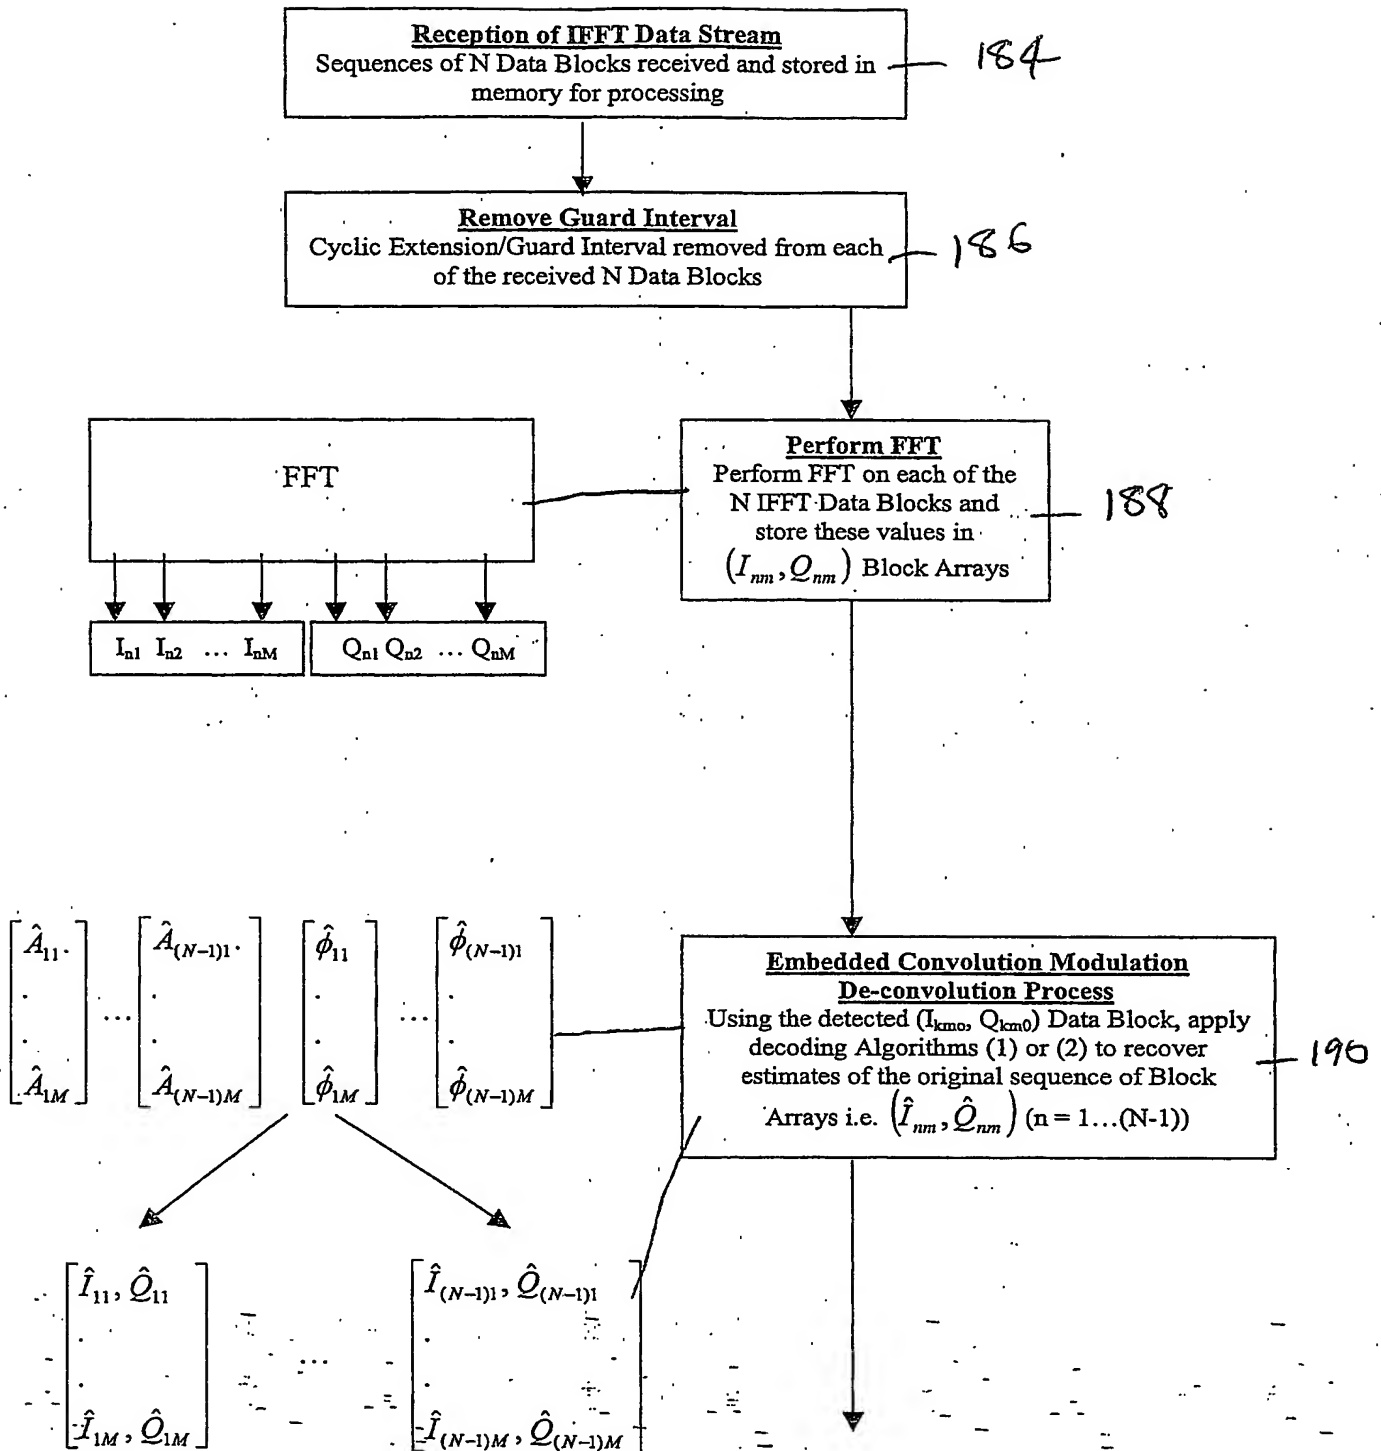 Reception of IFFT Data Stream
Sequences of N Data Blocks received and stored in
memory for processing
184
Remove Guard Interval
Cyclic Extension/Guard Interval removed from each
of the received N Data Blocks
186
FFT
Perform FFT
Perform FFT on each of the
N IFFT Data Blocks and
store these values in
(I_nm, Q_nm) Block Arrays
188
I_n1 I_n2 ... I_nM Q_n1 Q_n2 ... Q_nM
Â_11 . . Â_1M ... Â_(N-1)1 . . Â_(N-1)M
ϕ̂_11 . . ϕ̂_1M ... ϕ̂_(N-1)1 . . ϕ̂_(N-1)M
Embedded Convolution Modulation
De-convolution Process
Using the detected (I_kmo, Q_km0) Data Block, apply
decoding Algorithms (1) or (2) to recover
estimates of the original sequence of Block
Arrays i.e. (Î_nm, Q̂_nm) (n = 1...(N-1))
190
Î_11, Q̂_11 . . Î_1M, Q̂_1M ... Î_(N-1)1, Q̂_(N-1)1 . . Î_(N-1)M, Q̂_(N-1)M